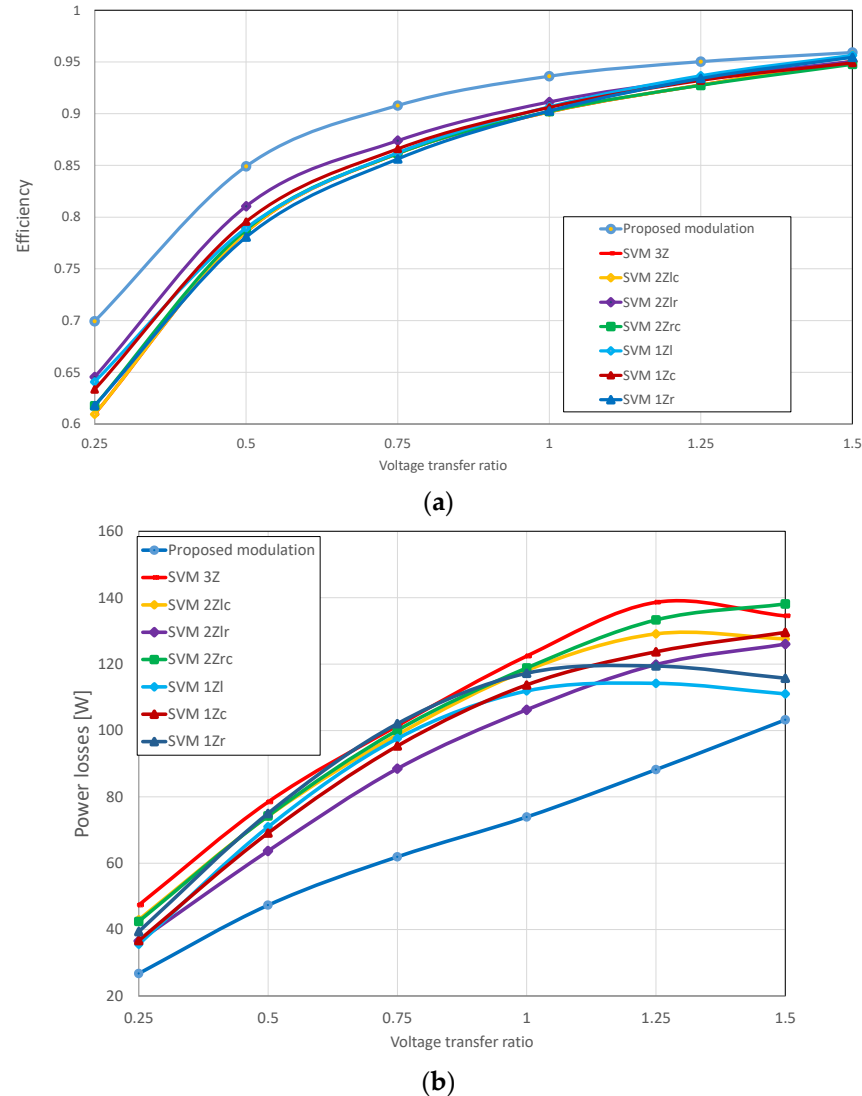 1
0.95
0.9
0.85
0.8
0.75
0.7
0.65
0.6
Efficiency
Proposed modulation
SVM 3Z
SVM 2Zlc
SVM 2Zlr
SVM 2Zrc
SVM 1Zl
SVM 1Zc
SVM 1Zr
0.25 0.5 0.75 1 1.25 1.5
Voltage transfer ratio
(a)
160
140
120
100
80
60
40
20
Power losses [W]
Proposed modulation
SVM 3Z
SVM 2Zlc
SVM 2Zlr
SVM 2Zrc
SVM 1Zl
SVM 1Zc
SVM 1Zr
0.25 0.5 0.75 1 1.25 1.5
Voltage transfer ratio
(b)